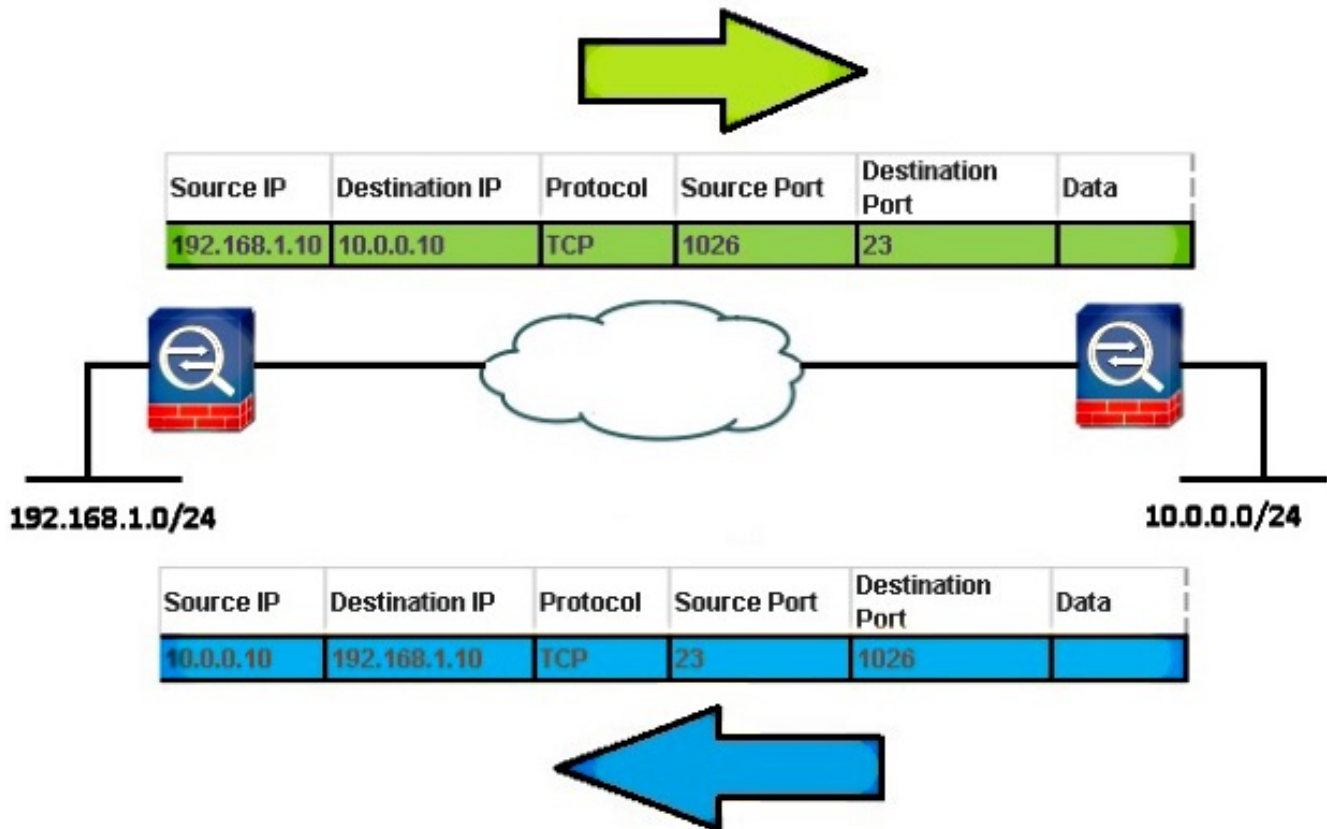 Source IP Destination IP Protocol Source Port Destination Port Data
192.168.1.10 10.0.0.10 TCP 1026 23
192.168.1.0/24
10.0.0.0/24
Source IP Destination IP Protocol Source Port Destination Port Data
10.0.0.10 192.168.1.10 TCP 23 1026